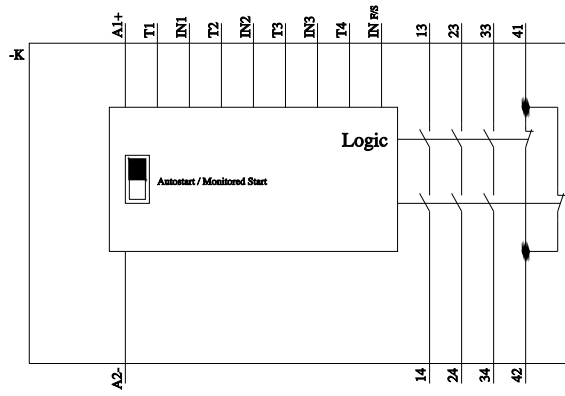 A1+ T1 IN1 T2 IN2 T3 IN3 T4 IN F/S 13 23 33 41
-K
Logic
Autostart / Monitored Start
A2- 14 24 34 42